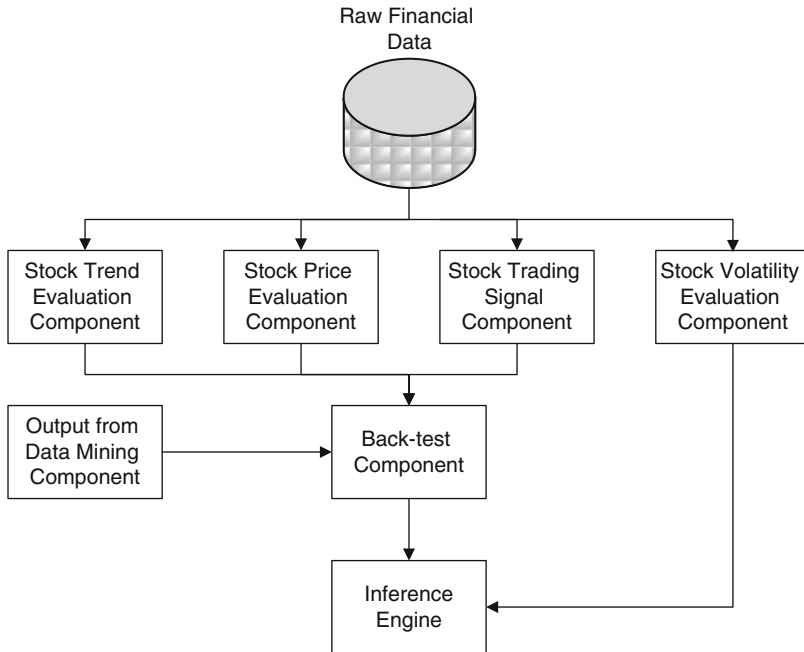 Raw Financial
Data
Stock Trend
Evaluation
Component
Stock Price
Evaluation
Component
Stock Trading
Signal
Component
Stock Volatility
Evaluation
Component
Output from
Data Mining
Component
Back-test
Component
Inference
Engine